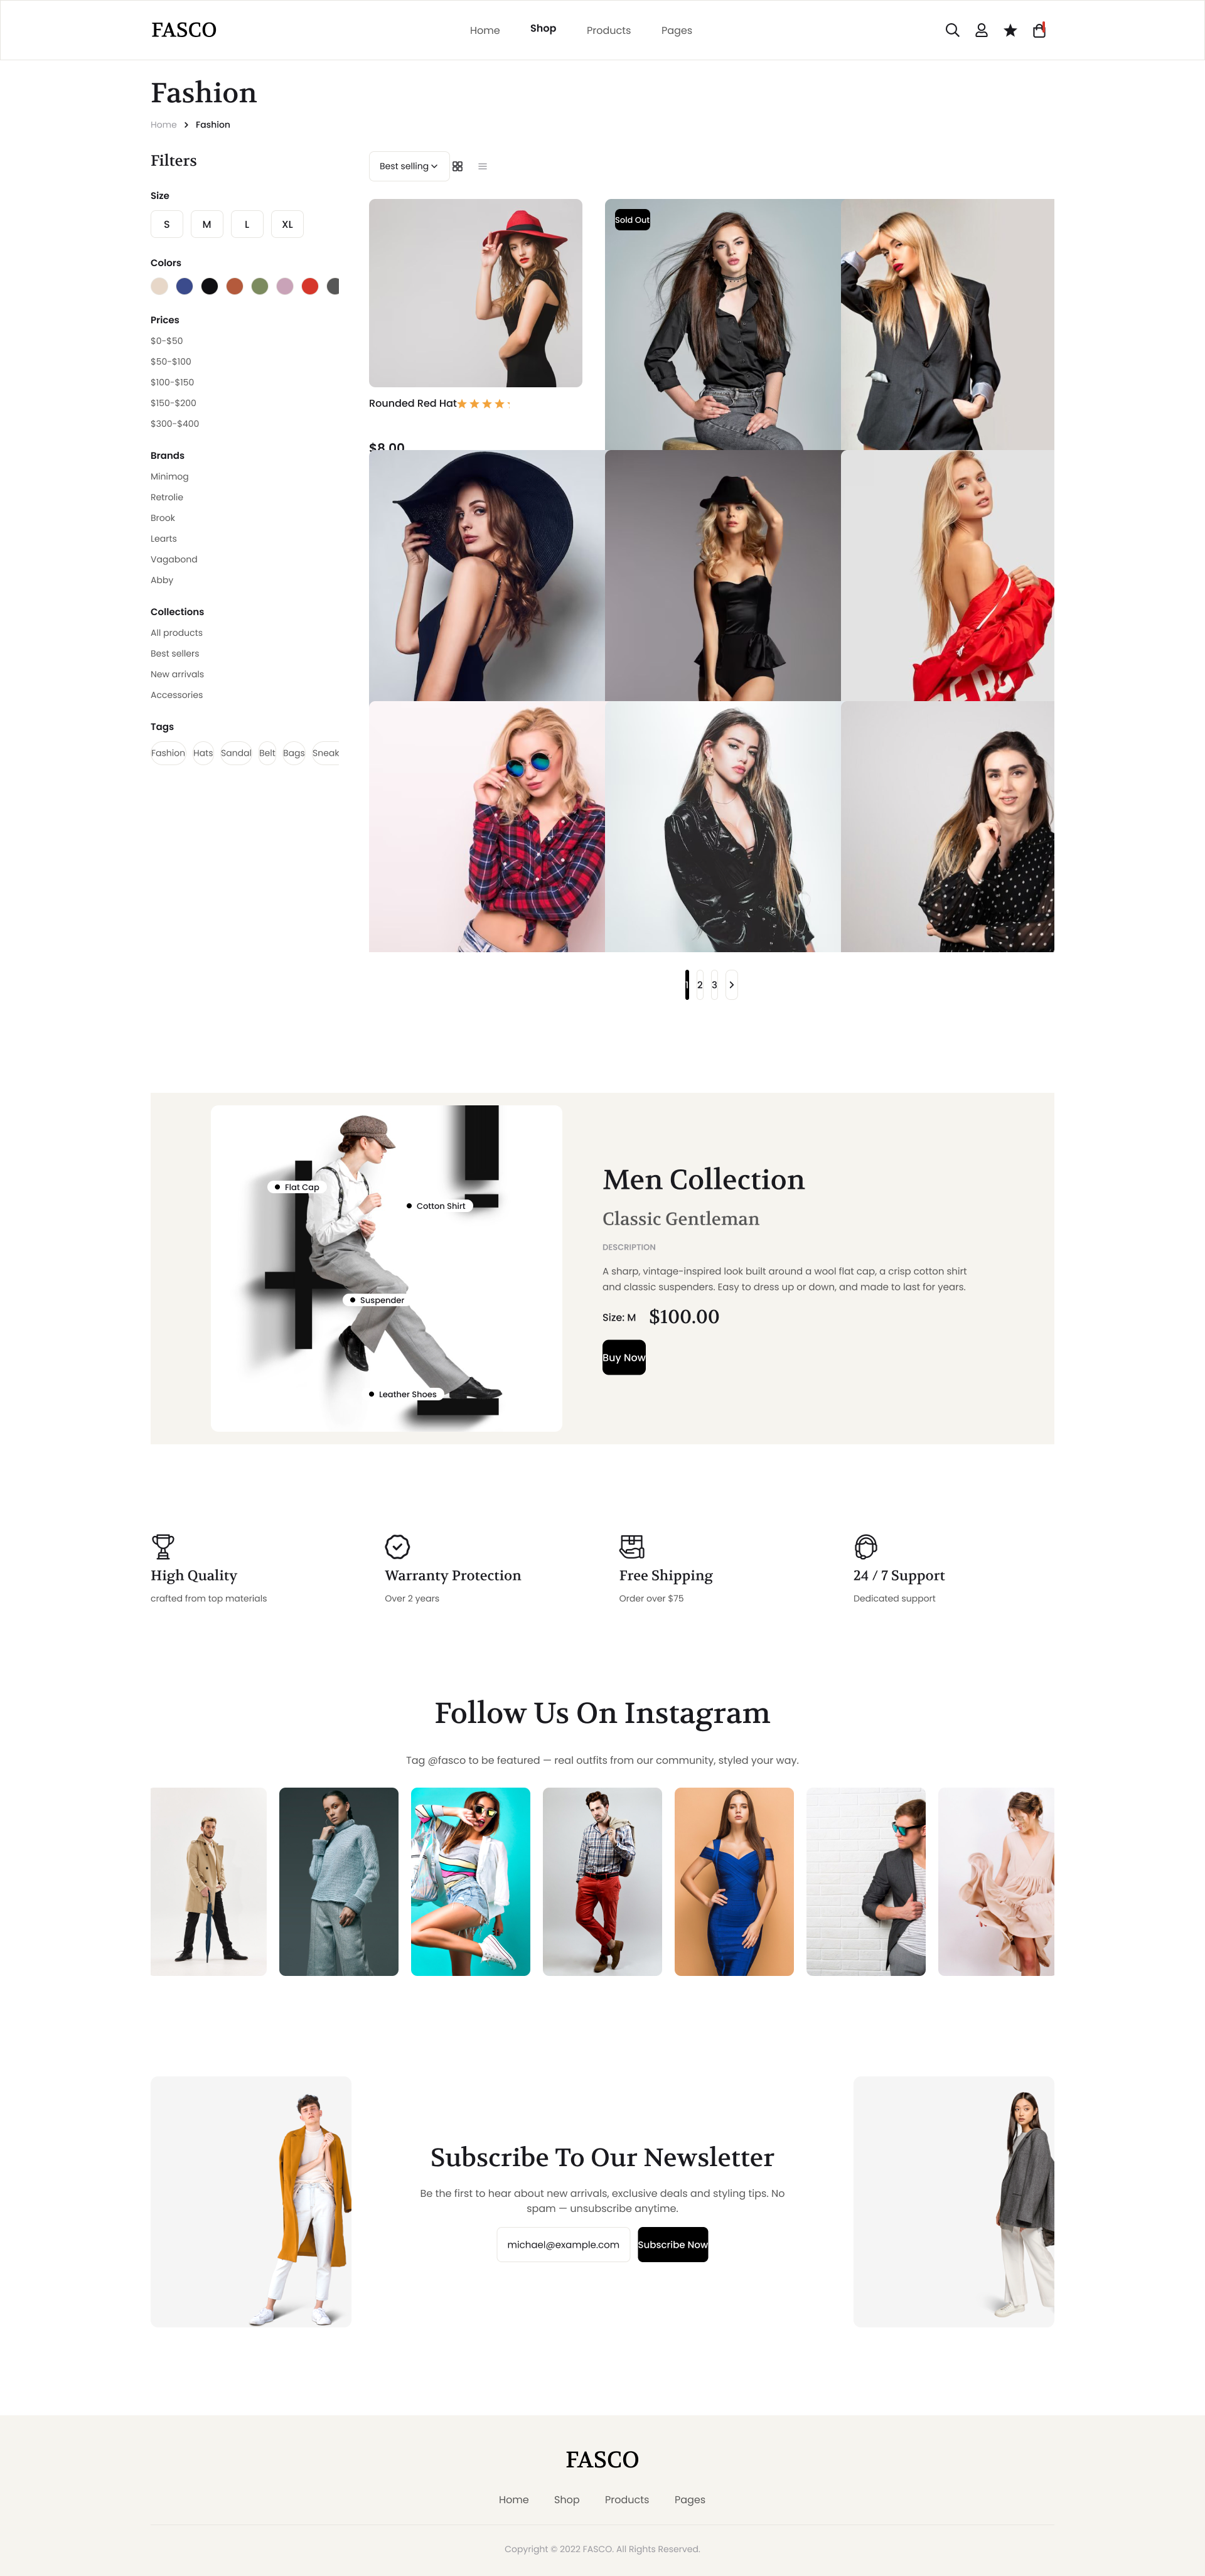 FASCO
Home Shop Products Pages
Fashion
Home Fashion
Filters
Best selling
Size
S M L XL
Colors
Prices
$0-$50
$50-$100
$100-$150
$150-$200
$300-$400
Brands
Minimog
Retrolie
Brook
Learts
Vagabond
Abby
Collections
All products
Best sellers
New arrivals
Accessories
Tags
Fashion Hats Sandal Belt Bags Sneak
Sold Out
Rounded Red Hat
$8.00
1 2 3
Flat Cap
Cotton Shirt
Suspender
Leather Shoes
Men Collection
Classic Gentleman
DESCRIPTION
A sharp, vintage-inspired look built around a wool flat cap, a crisp cotton shirt
and classic suspenders. Easy to dress up or down, and made to last for years.
Size: M $100.00
Buy Now
High Quality
crafted from top materials
Warranty Protection
Over 2 years
Free Shipping
Order over $75
24 / 7 Support
Dedicated support
Follow Us On Instagram
Tag @fasco to be featured — real outfits from our community, styled your way.
Subscribe To Our Newsletter
Be the first to hear about new arrivals, exclusive deals and styling tips. No
spam — unsubscribe anytime.
michael@example.com Subscribe Now
FASCO
Home Shop Products Pages
Copyright © 2022 FASCO. All Rights Reserved.